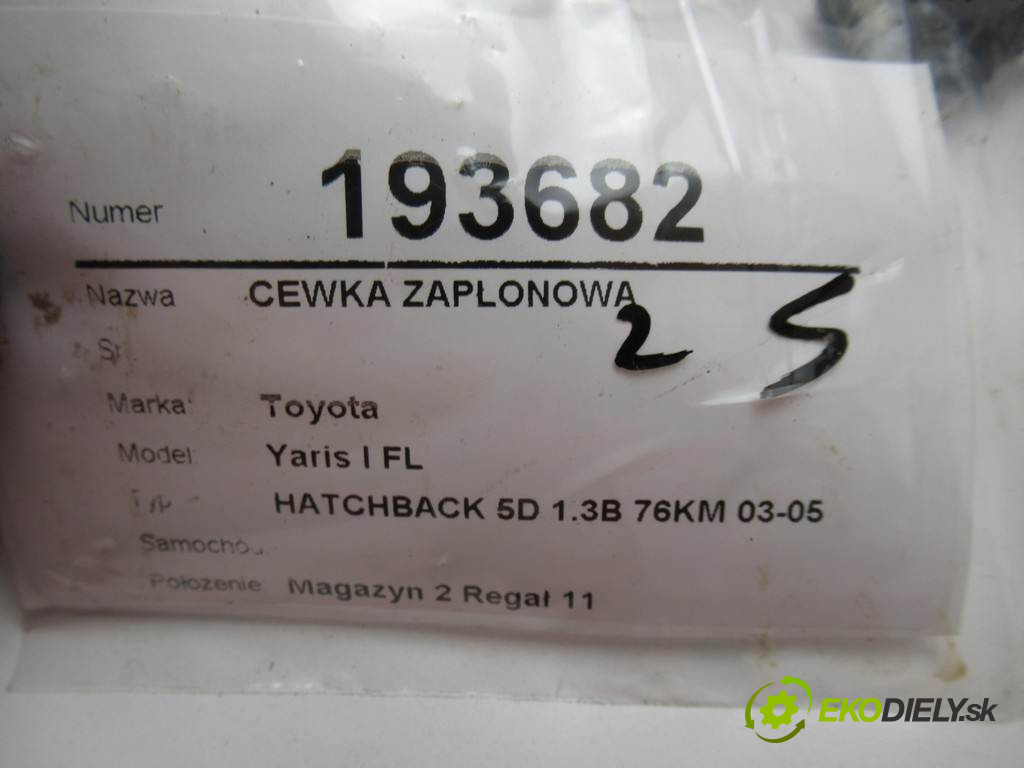 Numer 193682
Nazwa CEWKA ZAPŁONOWA
2 5
Marka: Toyota
Model: Yaris I FL
HATCHBACK 5D 1.3B 76KM 03-05
Położenie Magazyn 2 Regał 11
EKODIELY.sk